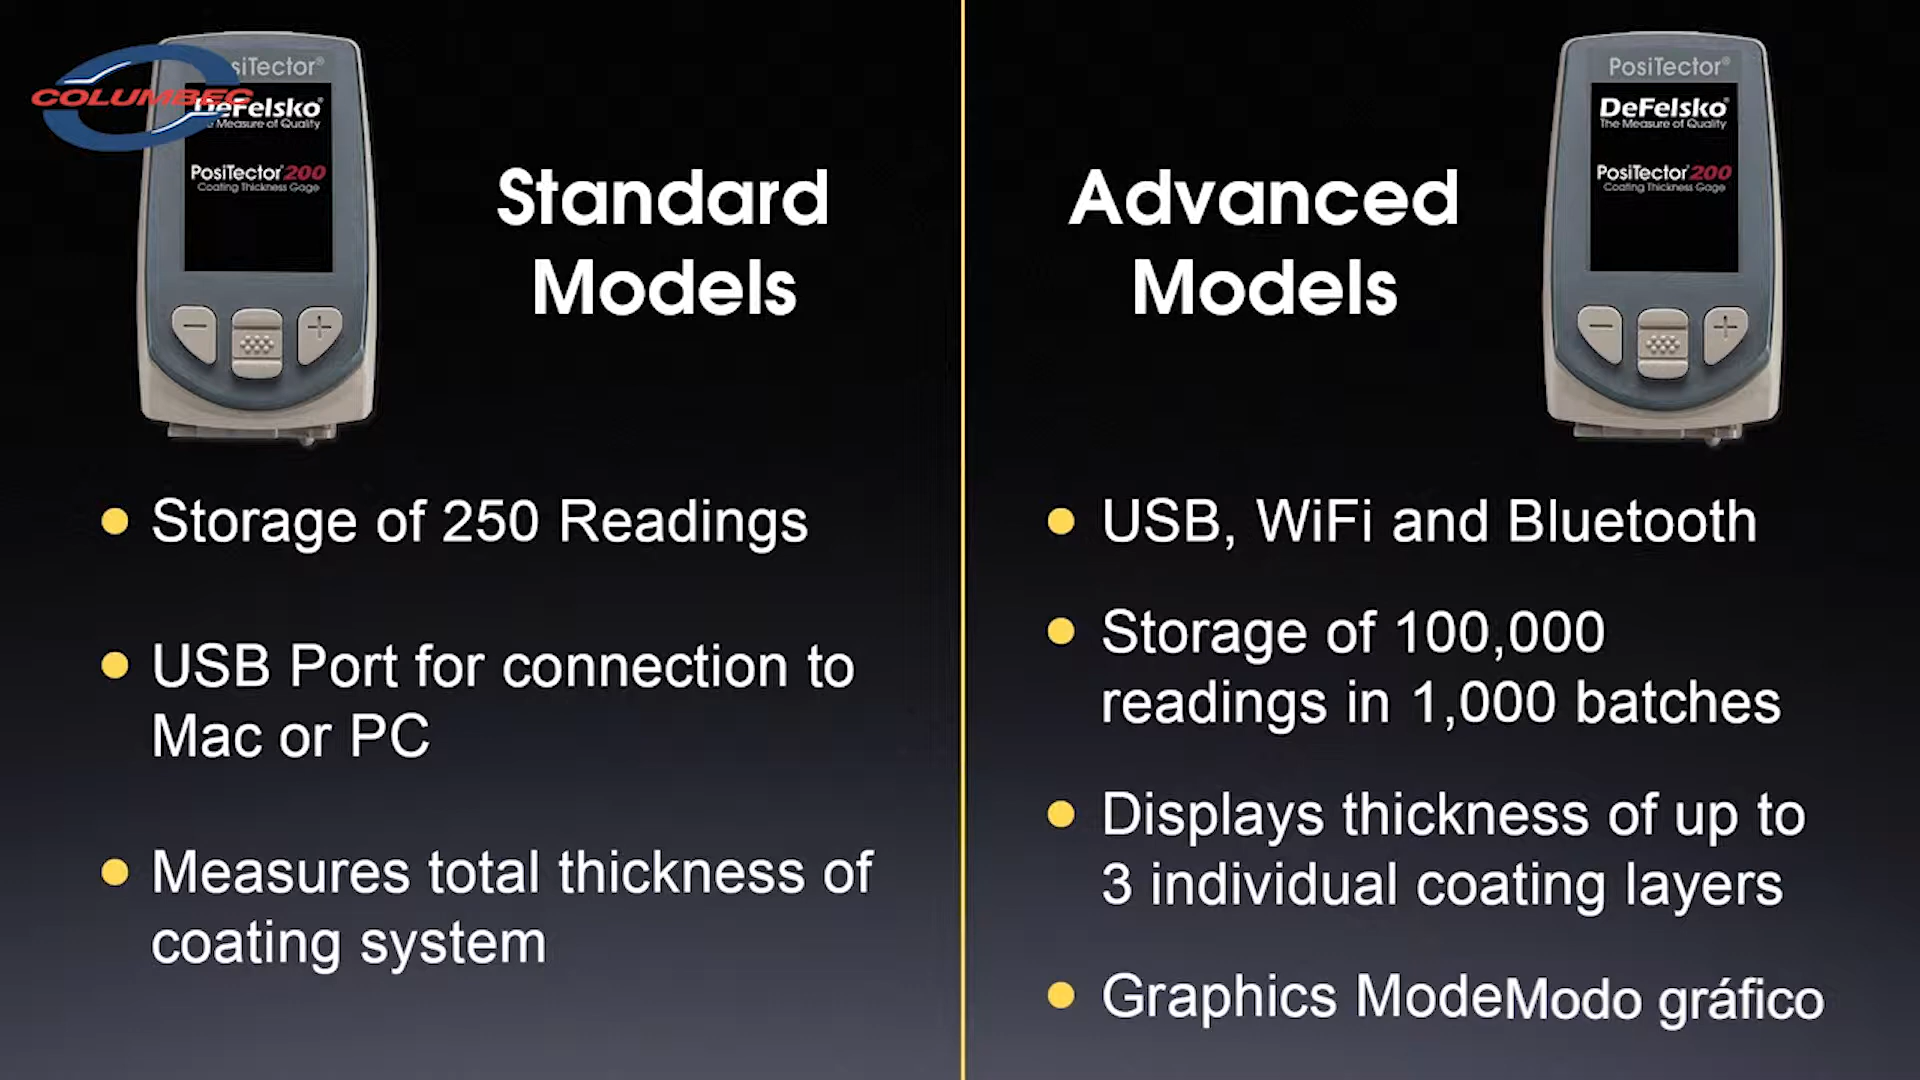 COLUMBEC
siTector®
DeFelsko®
e Measure of Quality
PosiTector®200
Coating Thickness Gage
Standard
Models
Storage of 250 Readings
USB Port for connection to
Mac or PC
Measures total thickness of
coating system
PosiTector®
DeFelsko®
The Measure of Quality
PosiTector®200
Coating Thickness Gage
Advanced
Models
USB, WiFi and Bluetooth
Storage of 100,000
readings in 1,000 batches
Displays thickness of up to
3 individual coating layers
Graphics ModeModo gráfico